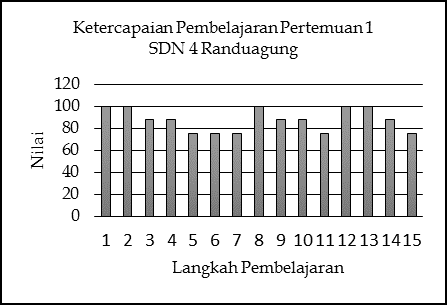 Ketercapaian Pembelajaran Pertemuan 1
SDN 4 Randuagung
120
100
80
60
40
20
0
Nilai
1 2 3 4 5 6 7 8 9 10 11 12 13 14 15
Langkah Pembelajaran